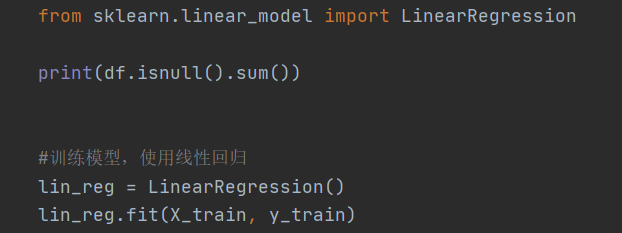 from sklearn.linear_model import LinearRegression
print(df.isnull().sum())
#训练模型，使用线性回归
lin_reg = LinearRegression()
lin_reg.fit(X_train, y_train)